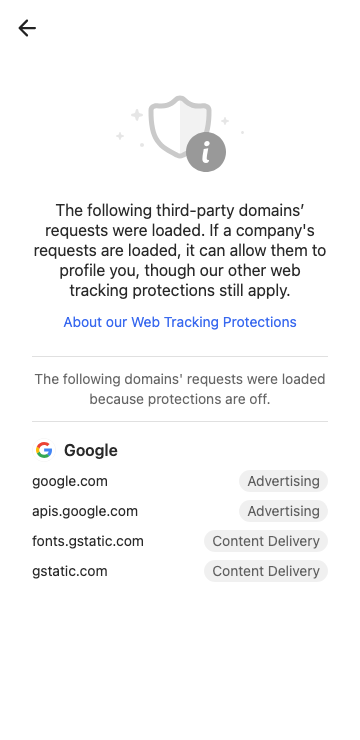 The following third-party domains’
requests were loaded. If a company's
requests are loaded, it can allow them to
profile you, though our other web
tracking protections still apply.
About our Web Tracking Protections
The following domains' requests were loaded
because protections are off.
Google
google.com Advertising
apis.google.com Advertising
fonts.gstatic.com Content Delivery
gstatic.com Content Delivery